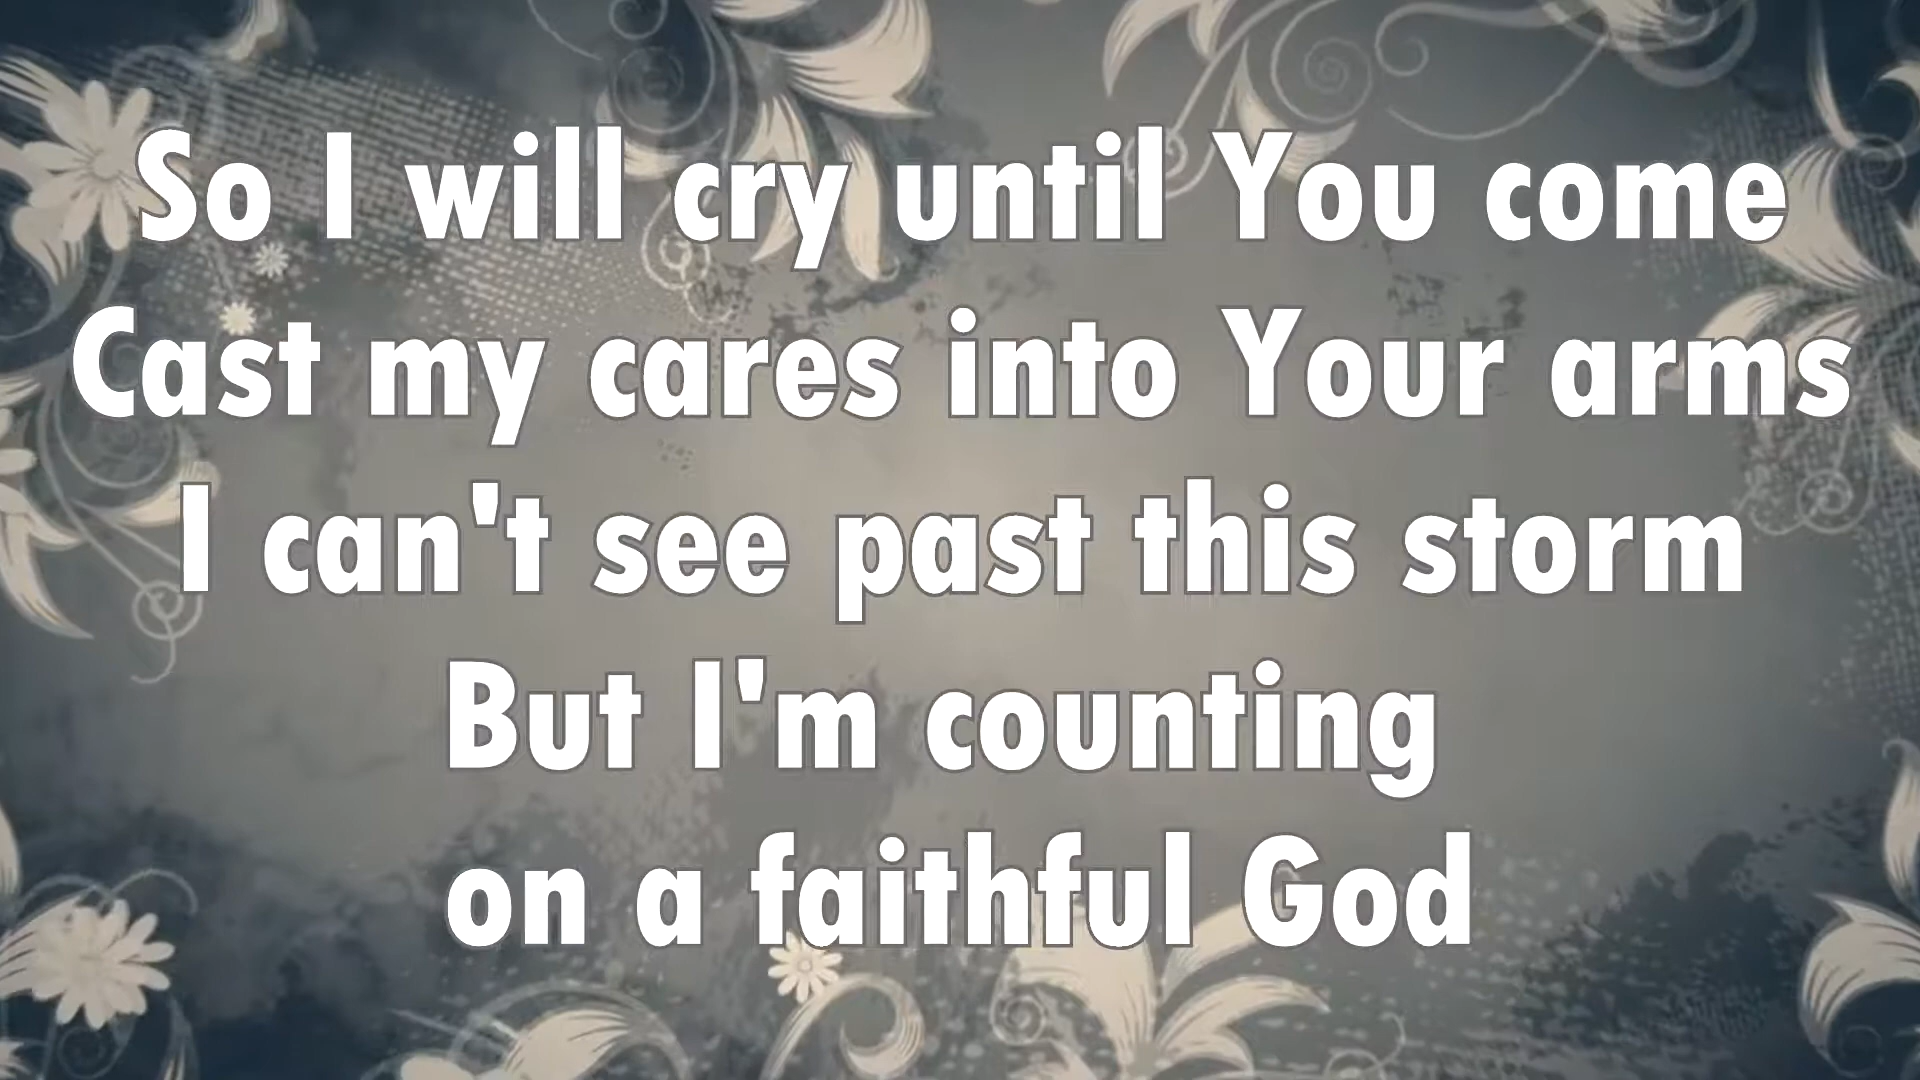 So I will cry until You come
Cast my cares into Your arms
I can't see past this storm
But I'm counting
on a faithful God